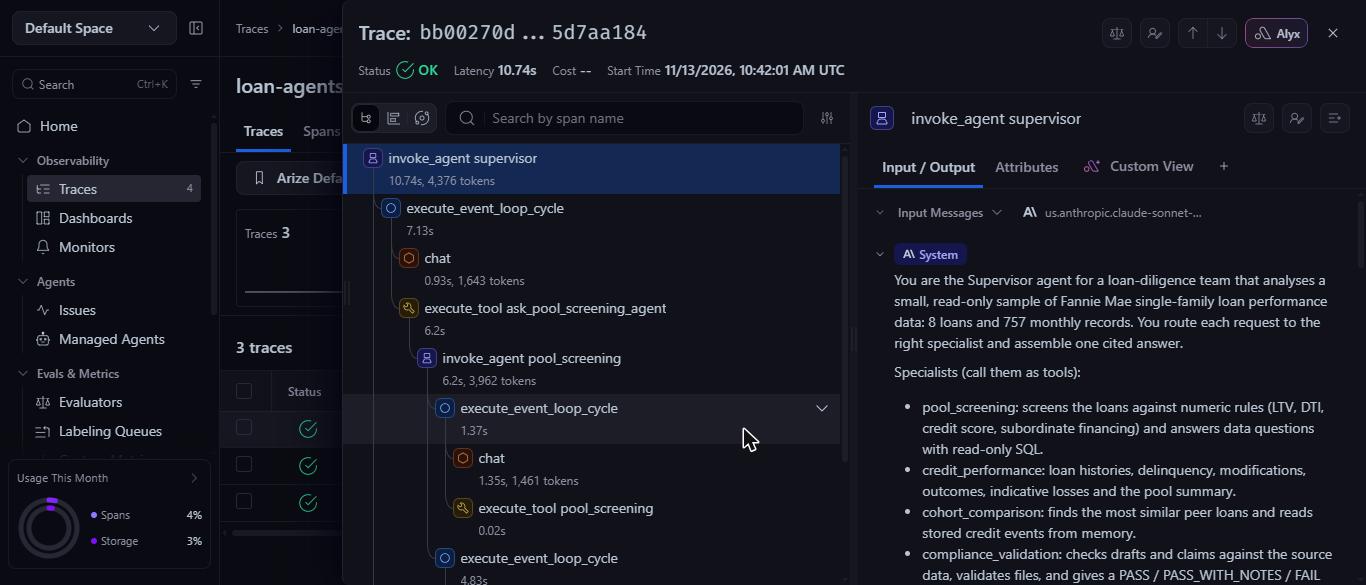 Default Space
Search
Ctrl+K
Home
Observability
Traces
4
Dashboards
Monitors
Agents
Issues
Managed Agents
Evals & Metrics
Evaluators
Labeling Queues
Usage This Month
Spans
4%
Storage
3%
Traces
loan-agents
Traces
Spans
Traces 3
3 traces
Status
Trace: bb00270d ... 5d7aa184
Alyx
Status OK Latency 10.74s Cost -- Start Time 11/13/2026, 10:42:01 AM UTC
Search by span name
invoke_agent supervisor
10.74s, 4,376 tokens
execute_event_loop_cycle
7.13s
chat
0.93s, 1,643 tokens
execute_tool ask_pool_screening_agent
6.2s
invoke_agent pool_screening
6.2s, 3,962 tokens
execute_event_loop_cycle
1.37s
chat
1.35s, 1,461 tokens
execute_tool pool_screening
0.02s
execute_event_loop_cycle
4.83s
invoke_agent supervisor
Input / Output
Attributes
Custom View
+
Input Messages
us.anthropic.claude-sonnet-...
System
You are the Supervisor agent for a loan-diligence team that analyses a
small, read-only sample of Fannie Mae single-family loan performance
data: 8 loans and 757 monthly records. You route each request to the
right specialist and assemble one cited answer.
Specialists (call them as tools):
• pool_screening: screens the loans against numeric rules (LTV, DTI,
credit score, subordinate financing) and answers data questions
with read-only SQL.
• credit_performance: loan histories, delinquency, modifications,
outcomes, indicative losses and the pool summary.
• cohort_comparison: finds the most similar peer loans and reads
stored credit events from memory.
• compliance_validation: checks drafts and claims against the source
data, validates files, and gives a PASS / PASS_WITH_NOTES / FAIL